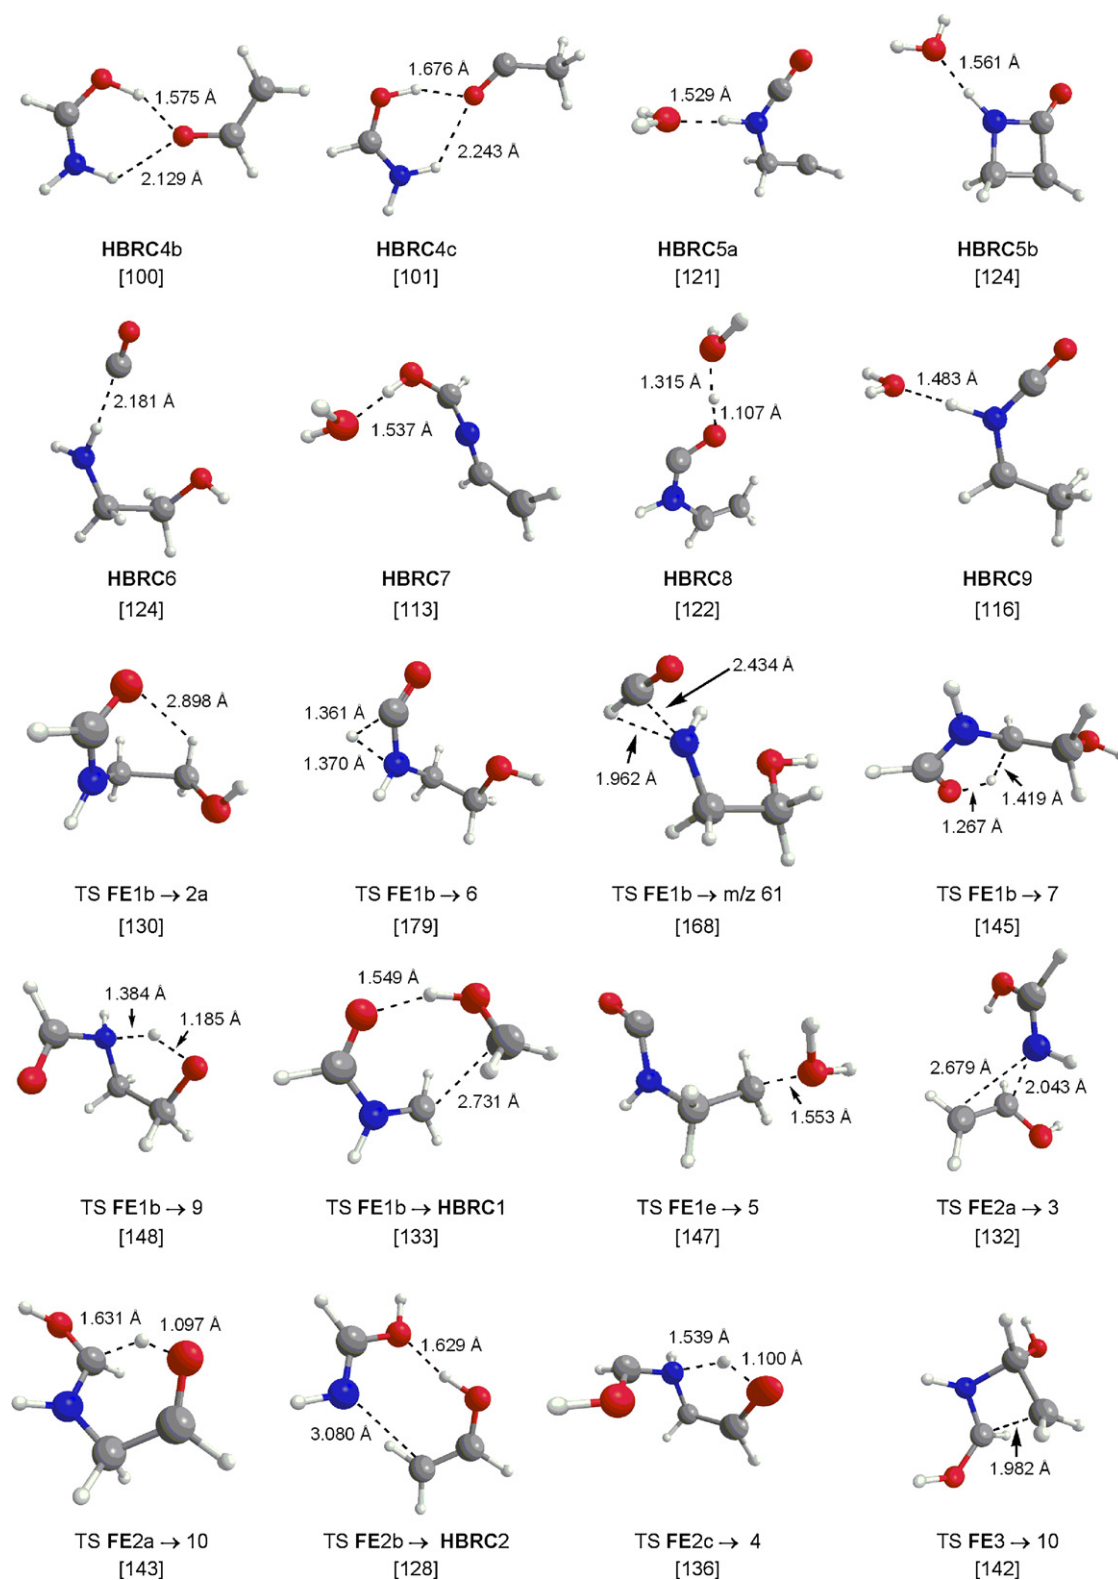 1.575 Å
2.129 Å
1.676 Å
2.243 Å
1.529 Å
1.561 Å
HBRC4b
HBRC4c
HBRC5a
HBRC5b
[100]
[101]
[121]
[124]
2.181 Å
1.537 Å
1.315 Å
1.107 Å
1.483 Å
HBRC6
HBRC7
HBRC8
HBRC9
[124]
[113]
[122]
[116]
2.898 Å
1.361 Å
1.370 Å
2.434 Å
1.962 Å
1.419 Å
1.267 Å
TS FE1b → 2a
TS FE1b → 6
TS FE1b → m/z 61
TS FE1b → 7
[130]
[179]
[168]
[145]
1.384 Å
1.185 Å
1.549 Å
2.731 Å
1.553 Å
2.679 Å
2.043 Å
TS FE1b → 9
TS FE1b → HBRC1
TS FE1e → 5
TS FE2a → 3
[148]
[133]
[147]
[132]
1.631 Å
1.097 Å
1.629 Å
3.080 Å
1.539 Å
1.100 Å
1.982 Å
TS FE2a → 10
TS FE2b → HBRC2
TS FE2c → 4
TS FE3 → 10
[143]
[128]
[136]
[142]